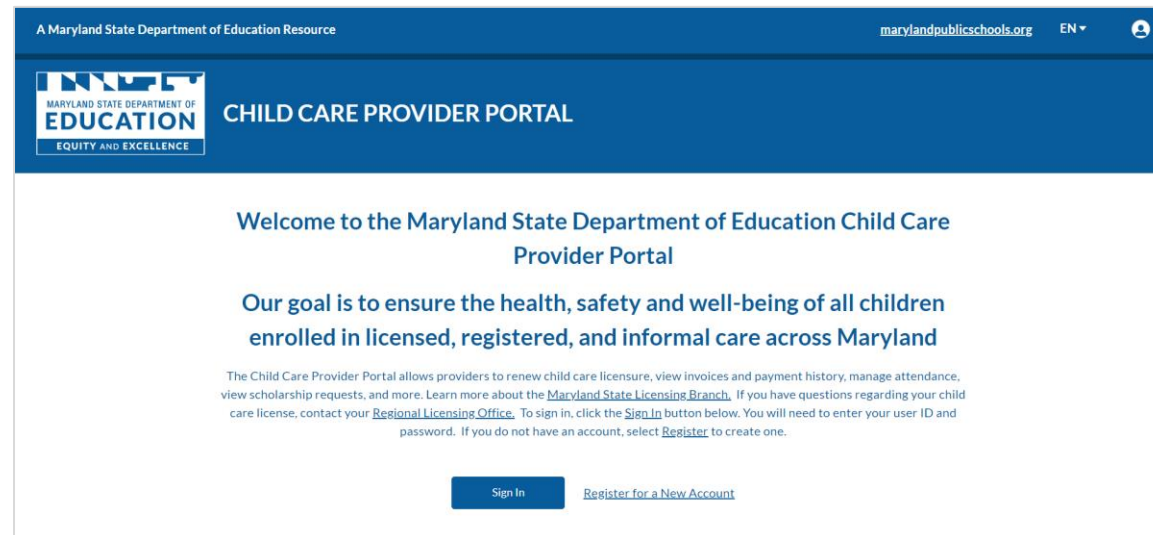 A Maryland State Department of Education Resource
marylandpublicschools.org
EN
MARYLAND STATE DEPARTMENT OF
EDUCATION
EQUITY AND EXCELLENCE
CHILD CARE PROVIDER PORTAL
Welcome to the Maryland State Department of Education Child Care
Provider Portal
Our goal is to ensure the health, safety and well-being of all children
enrolled in licensed, registered, and informal care across Maryland
The Child Care Provider Portal allows providers to renew child care licensure, view invoices and payment history, manage attendance,
view scholarship requests, and more. Learn more about the Maryland State Licensing Branch. If you have questions regarding your child
care license, contact your Regional Licensing Office. To sign in, click the Sign In button below. You will need to enter your user ID and
password. If you do not have an account, select Register to create one.
Sign In
Register for a New Account